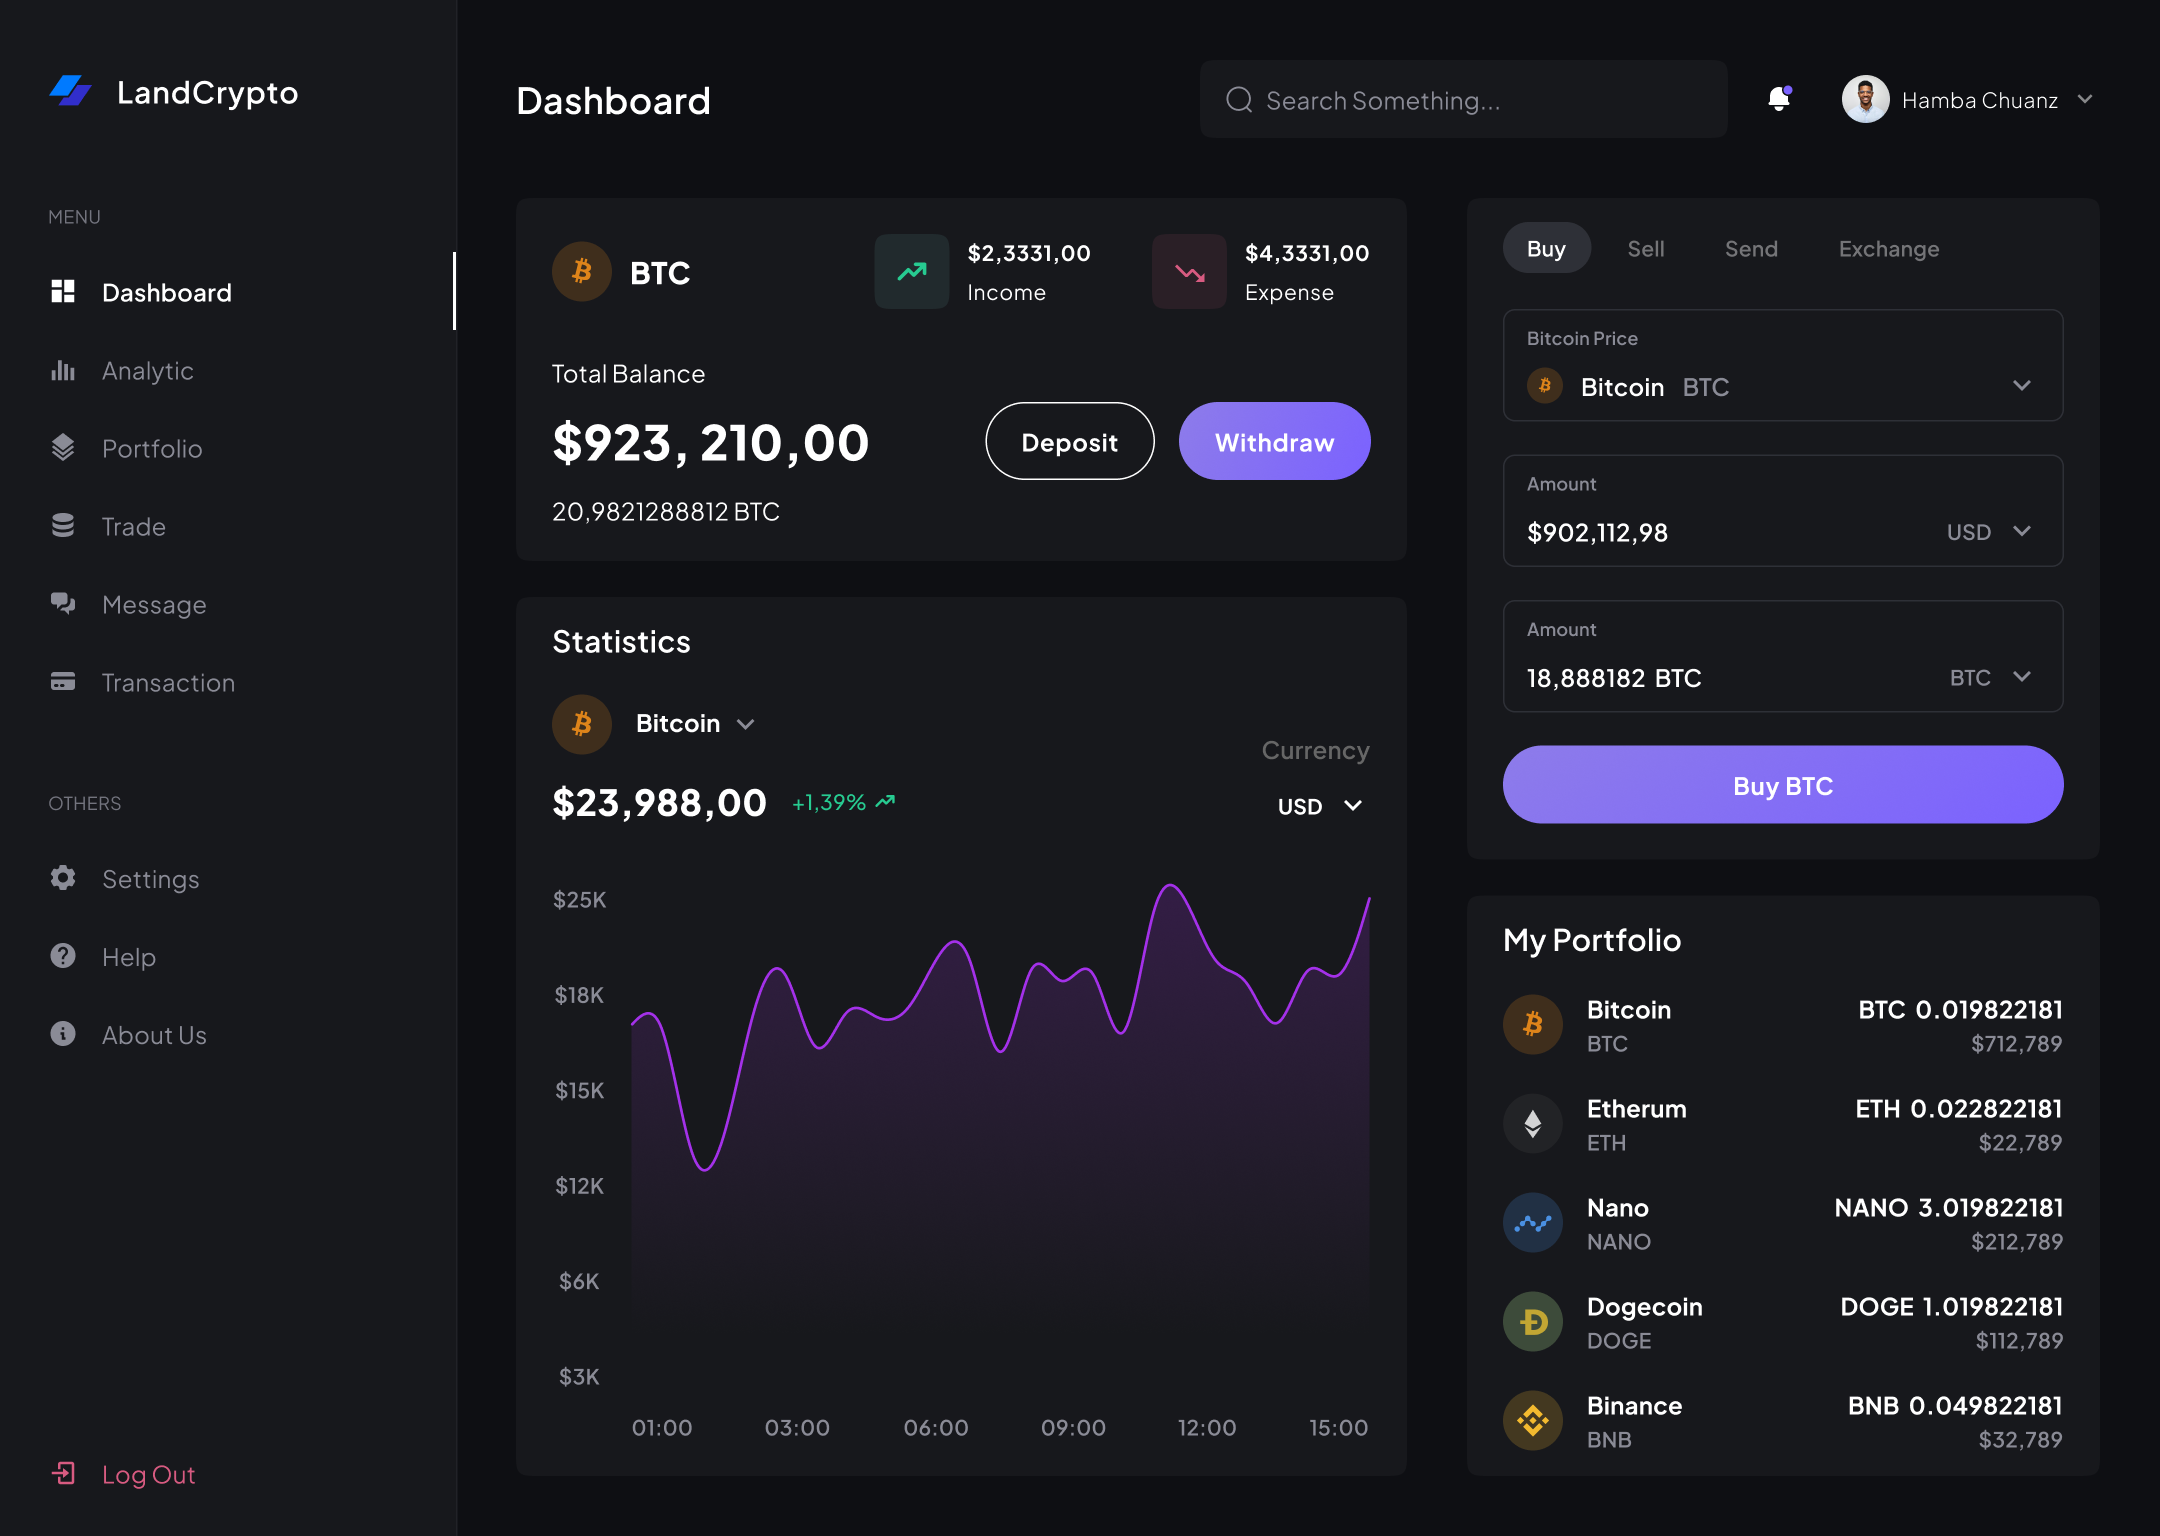 LandCrypto
MENU
Dashboard
Analytic
Portfolio
Trade
Message
Transaction
OTHERS
Settings
Help
About Us
Log Out
Dashboard
Search Something...
Hamba Chuanz
BTC
$2,3331,00
Income
$4,3331,00
Expense
Total Balance
$923, 210,00
20,9821288812 BTC
Deposit
Withdraw
Statistics
Bitcoin
$23,988,00 +1,39%
Currency
USD
$25K
$18K
$15K
$12K
$6K
$3K
01:00 03:00 06:00 09:00 12:00 15:00
Buy Sell Send Exchange
Bitcoin Price
Bitcoin BTC
Amount
$902,112,98 USD
Amount
18,888182 BTC BTC
Buy BTC
My Portfolio
Bitcoin BTC 0.019822181
BTC $712,789
Etherum ETH 0.022822181
ETH $22,789
Nano NANO 3.019822181
NANO $212,789
Dogecoin DOGE 1.019822181
DOGE $112,789
Binance BNB 0.049822181
BNB $32,789